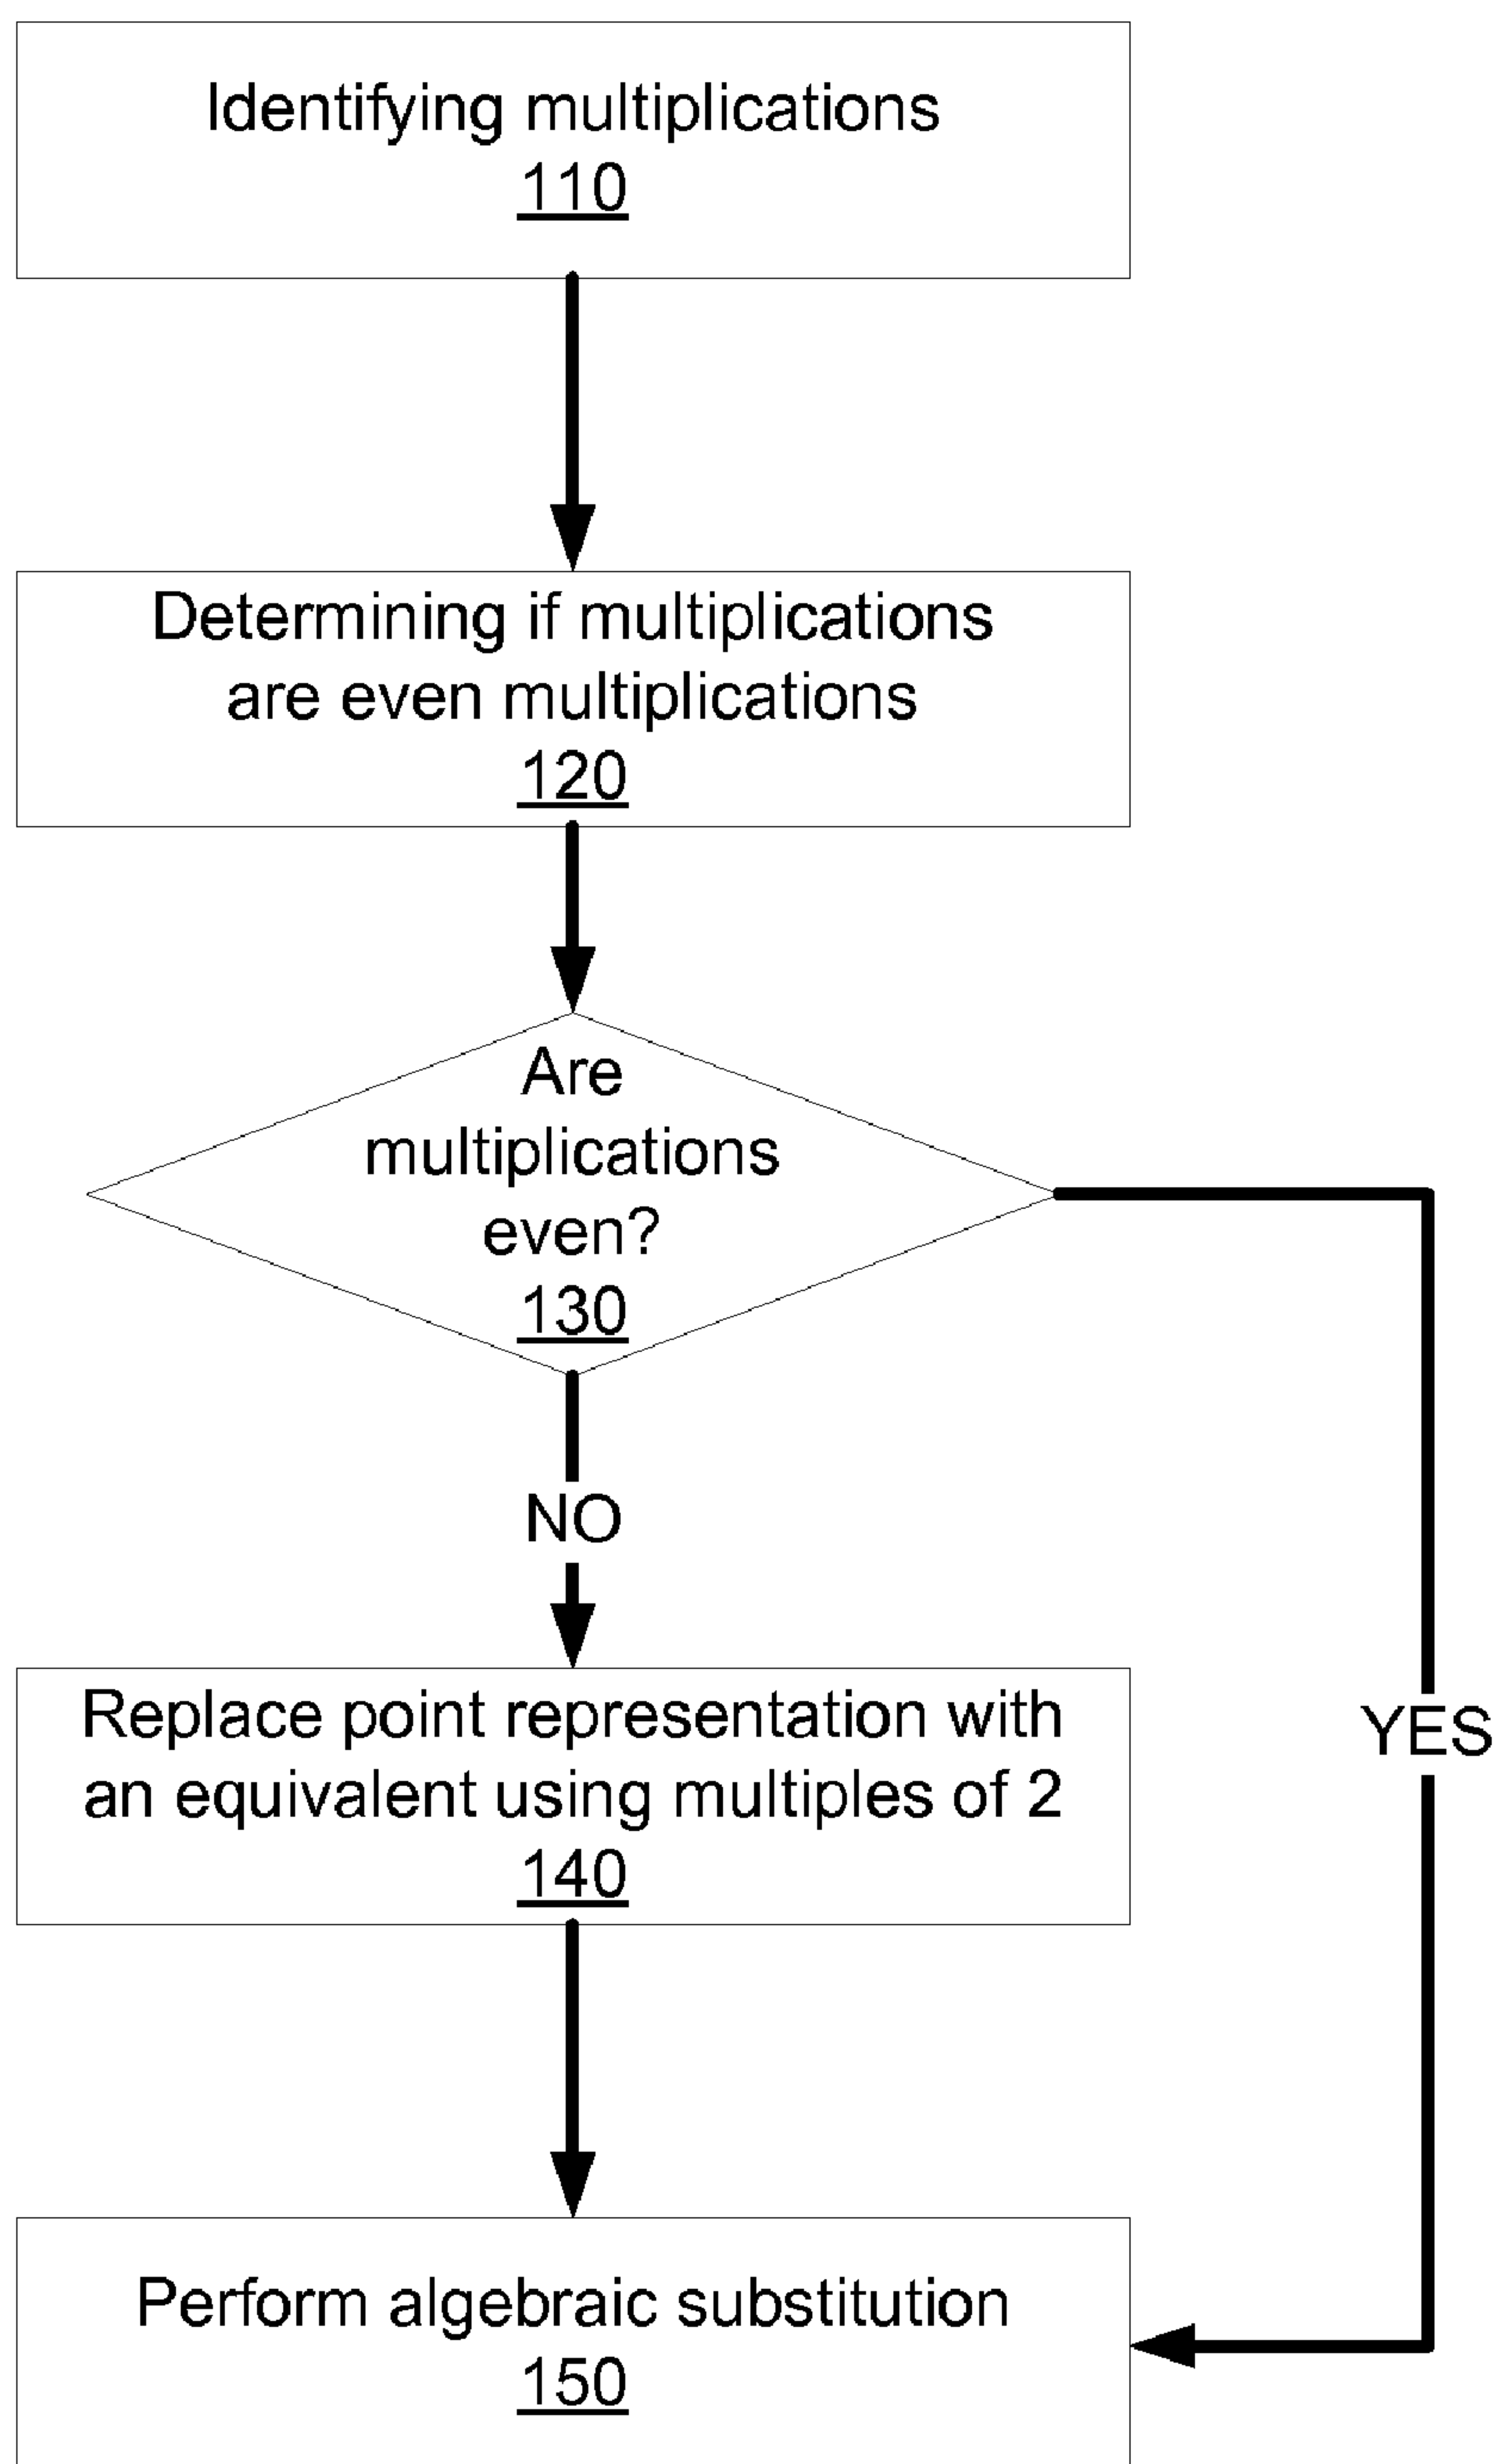 Identifying multiplications
110
Determining if multiplications
are even multiplications
120
Are
multiplications
even?
130
NO
Replace point representation with
an equivalent using multiples of 2
140
YES
Perform algebraic substitution
150